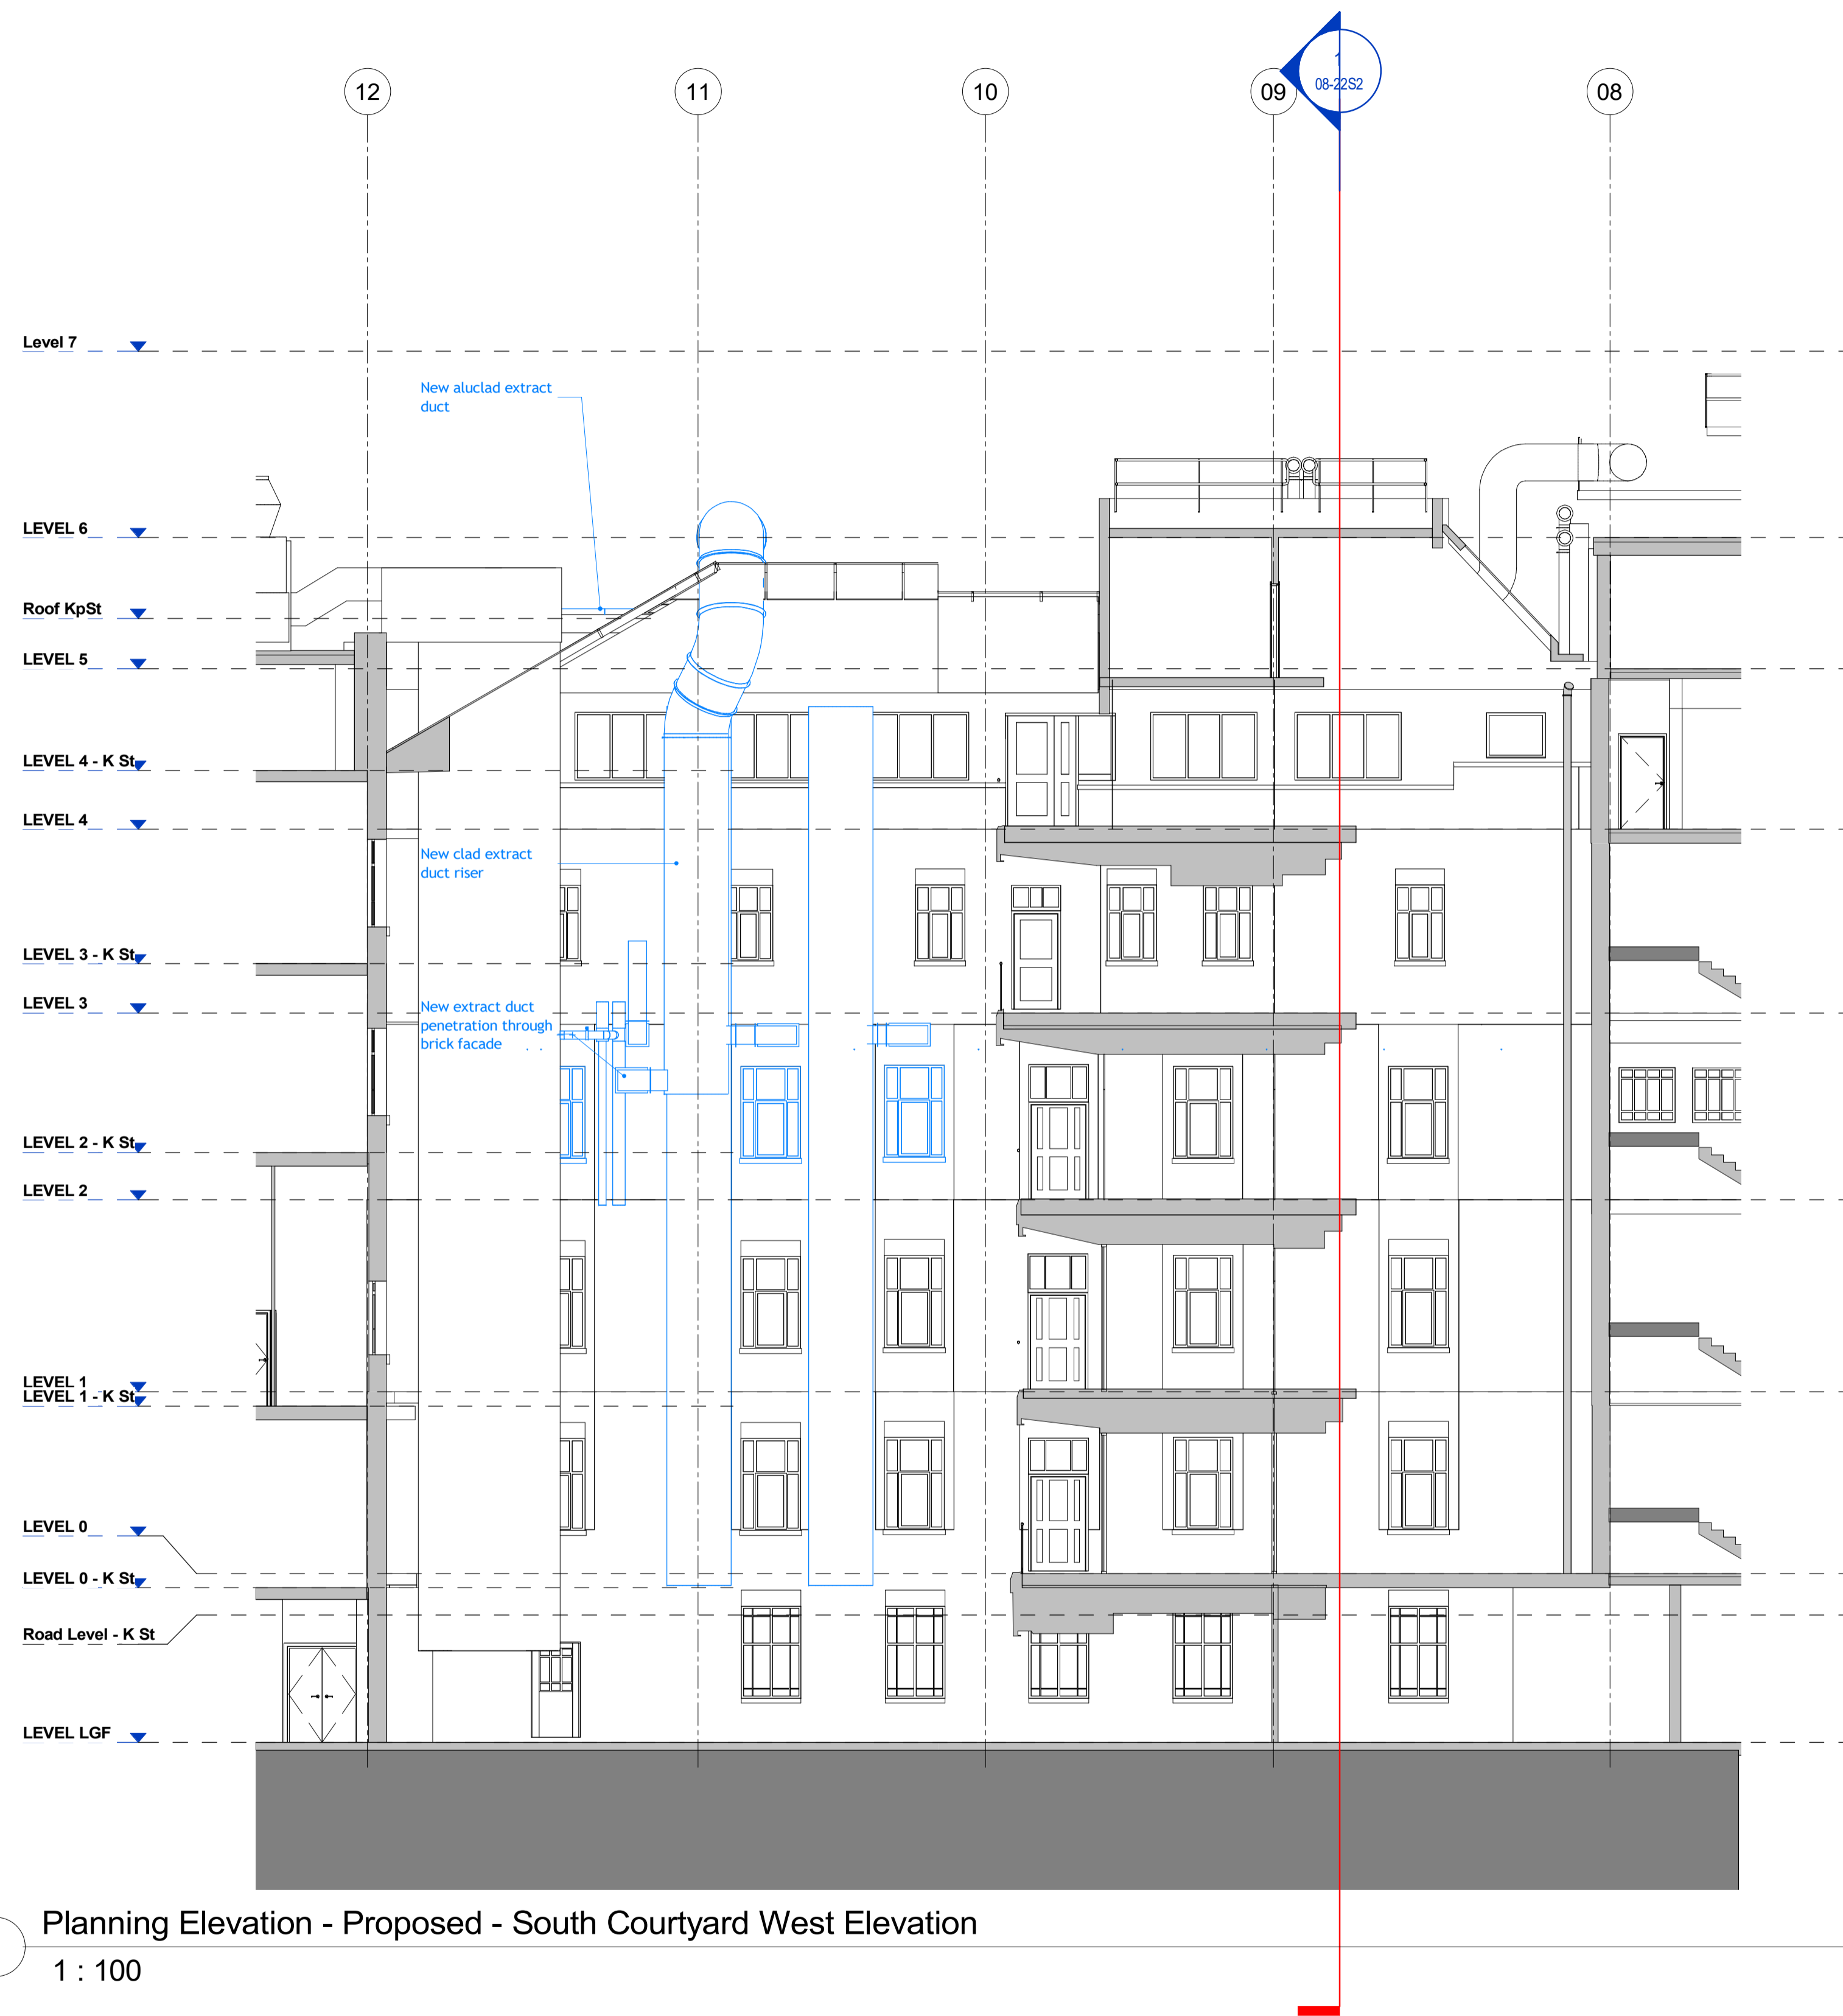 12
11
10
09
1
08-22S2
08
Level 7
New aluclad extract
duct
LEVEL 6
Roof KpSt
LEVEL 5
LEVEL 4 - K St
LEVEL 4
New clad extract
duct riser
LEVEL 3 - K St
LEVEL 3
New extract duct
penetration through
brick facade
LEVEL 2 - K St
LEVEL 2
LEVEL 1
LEVEL 1 - K St
LEVEL 0
LEVEL 0 - K St
Road Level - K St
LEVEL LGF
Planning Elevation - Proposed - South Courtyard West Elevation
1 : 100